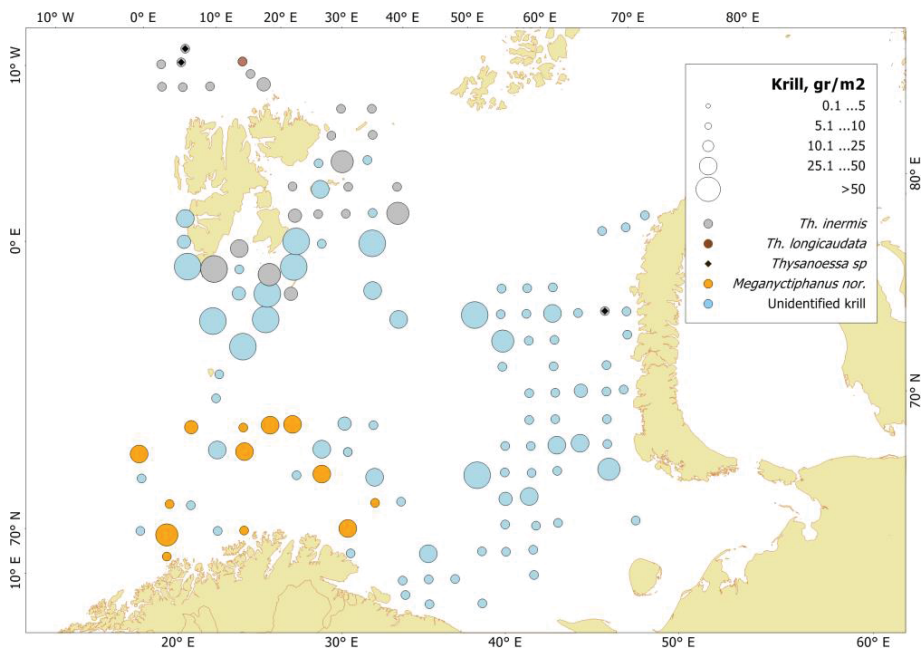 10° W 0° E 10° E 20° E 30° E 40° E 50° E 60° E 70° E 80° E
10° W
0° E
70° N
10° E
80° N
70° N
Krill, gr/m2
0.1 ...5
5.1 ...10
10.1 ...25
25.1 ...50
>50
Th. inermis
Th. longicaudata
Thysanoessa sp
Meganyctiphanus nor.
Unidentified krill
20° E 30° E 40° E 50° E 60° E